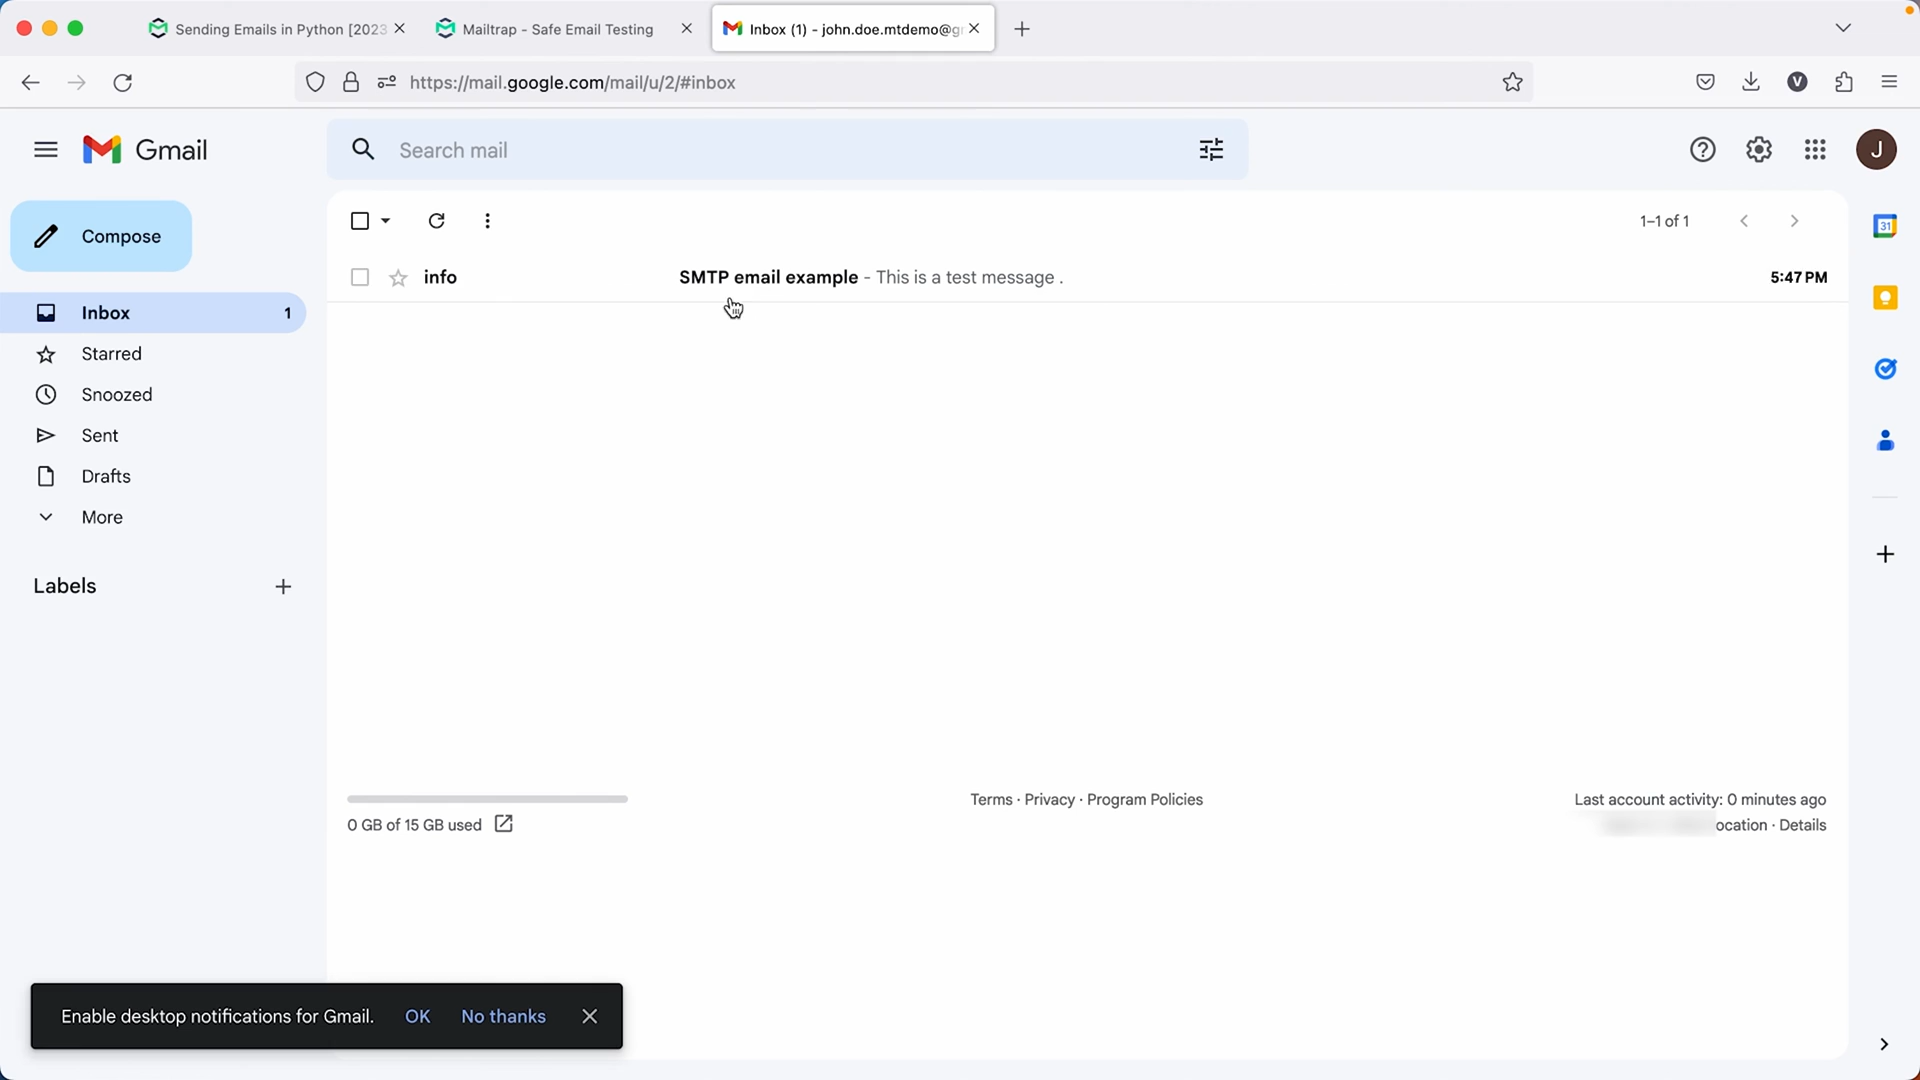 Sending Emails in Python [2023
Mailtrap - Safe Email Testing
Inbox (1) - john.doe.mtdemo@g
https://mail.google.com/mail/u/2/#inbox
V
Gmail
Search mail
J
Compose
1–1 of 1
31
info
SMTP email example - This is a test message .
5:47 PM
Inbox
1
Starred
Snoozed
Sent
Drafts
More
Labels
Terms · Privacy · Program Policies
Last account activity: 0 minutes ago
0 GB of 15 GB used
ocation · Details
Enable desktop notifications for Gmail.
OK
No thanks